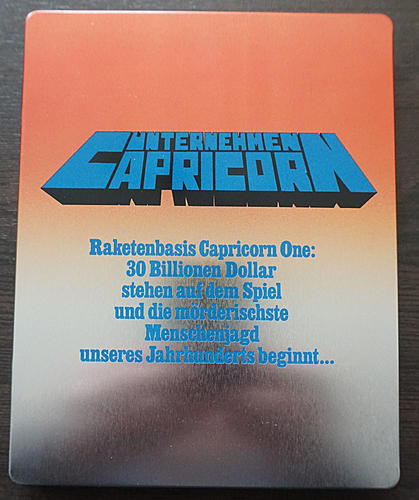 UNTERNEHMEN
CAPRICORN
Raketenbasis Capricorn One:
30 Billionen Dollar
stehen auf dem Spiel
und die mörderischste
Menschenjagd
unseres Jahrhunderts beginnt...